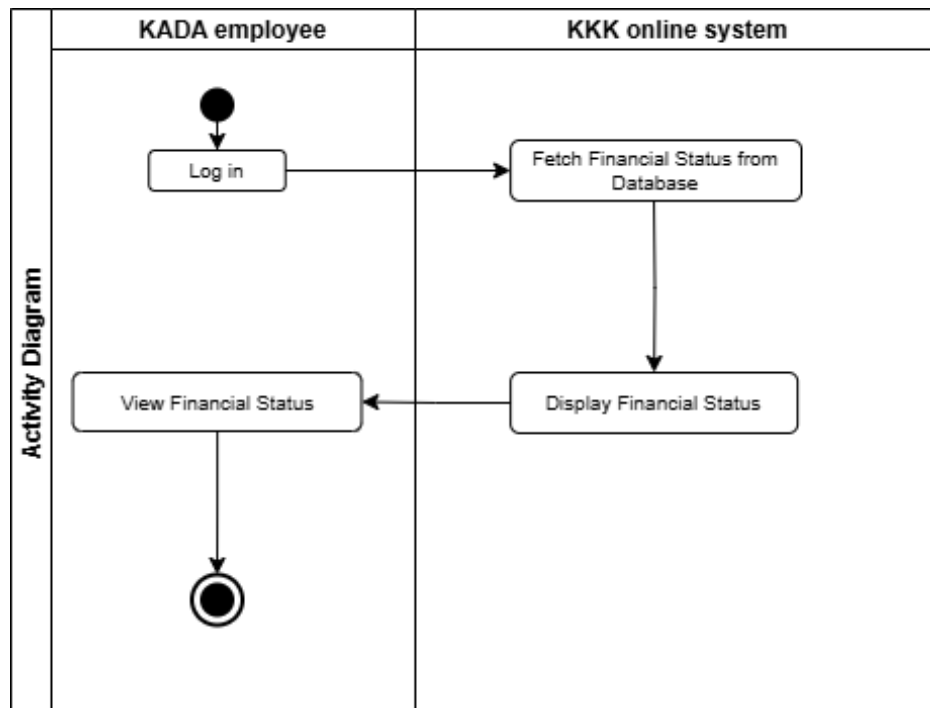 KADA employee
KKK online system
Activity Diagram
Log in
Fetch Financial Status from
Database
View Financial Status
Display Financial Status